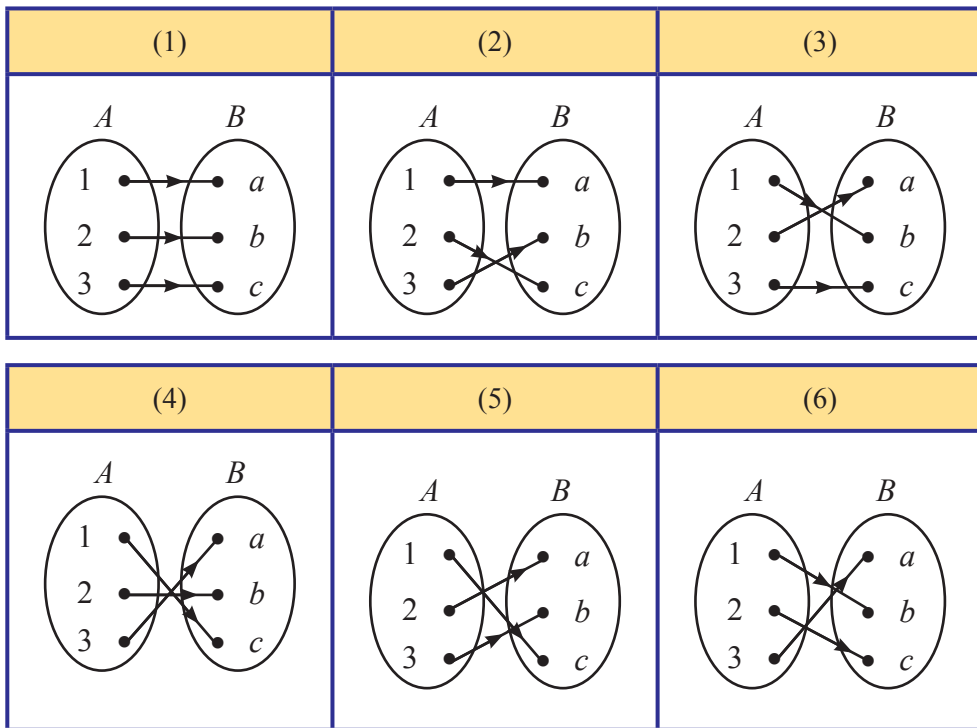 (1) (2) (3)
A B A B A B
1 a 1 a 1 a
2 b 2 b 2 b
3 c 3 c 3 c
(4) (5) (6)
A B A B A B
1 a 1 a 1 a
2 b 2 b 2 b
3 c 3 c 3 c